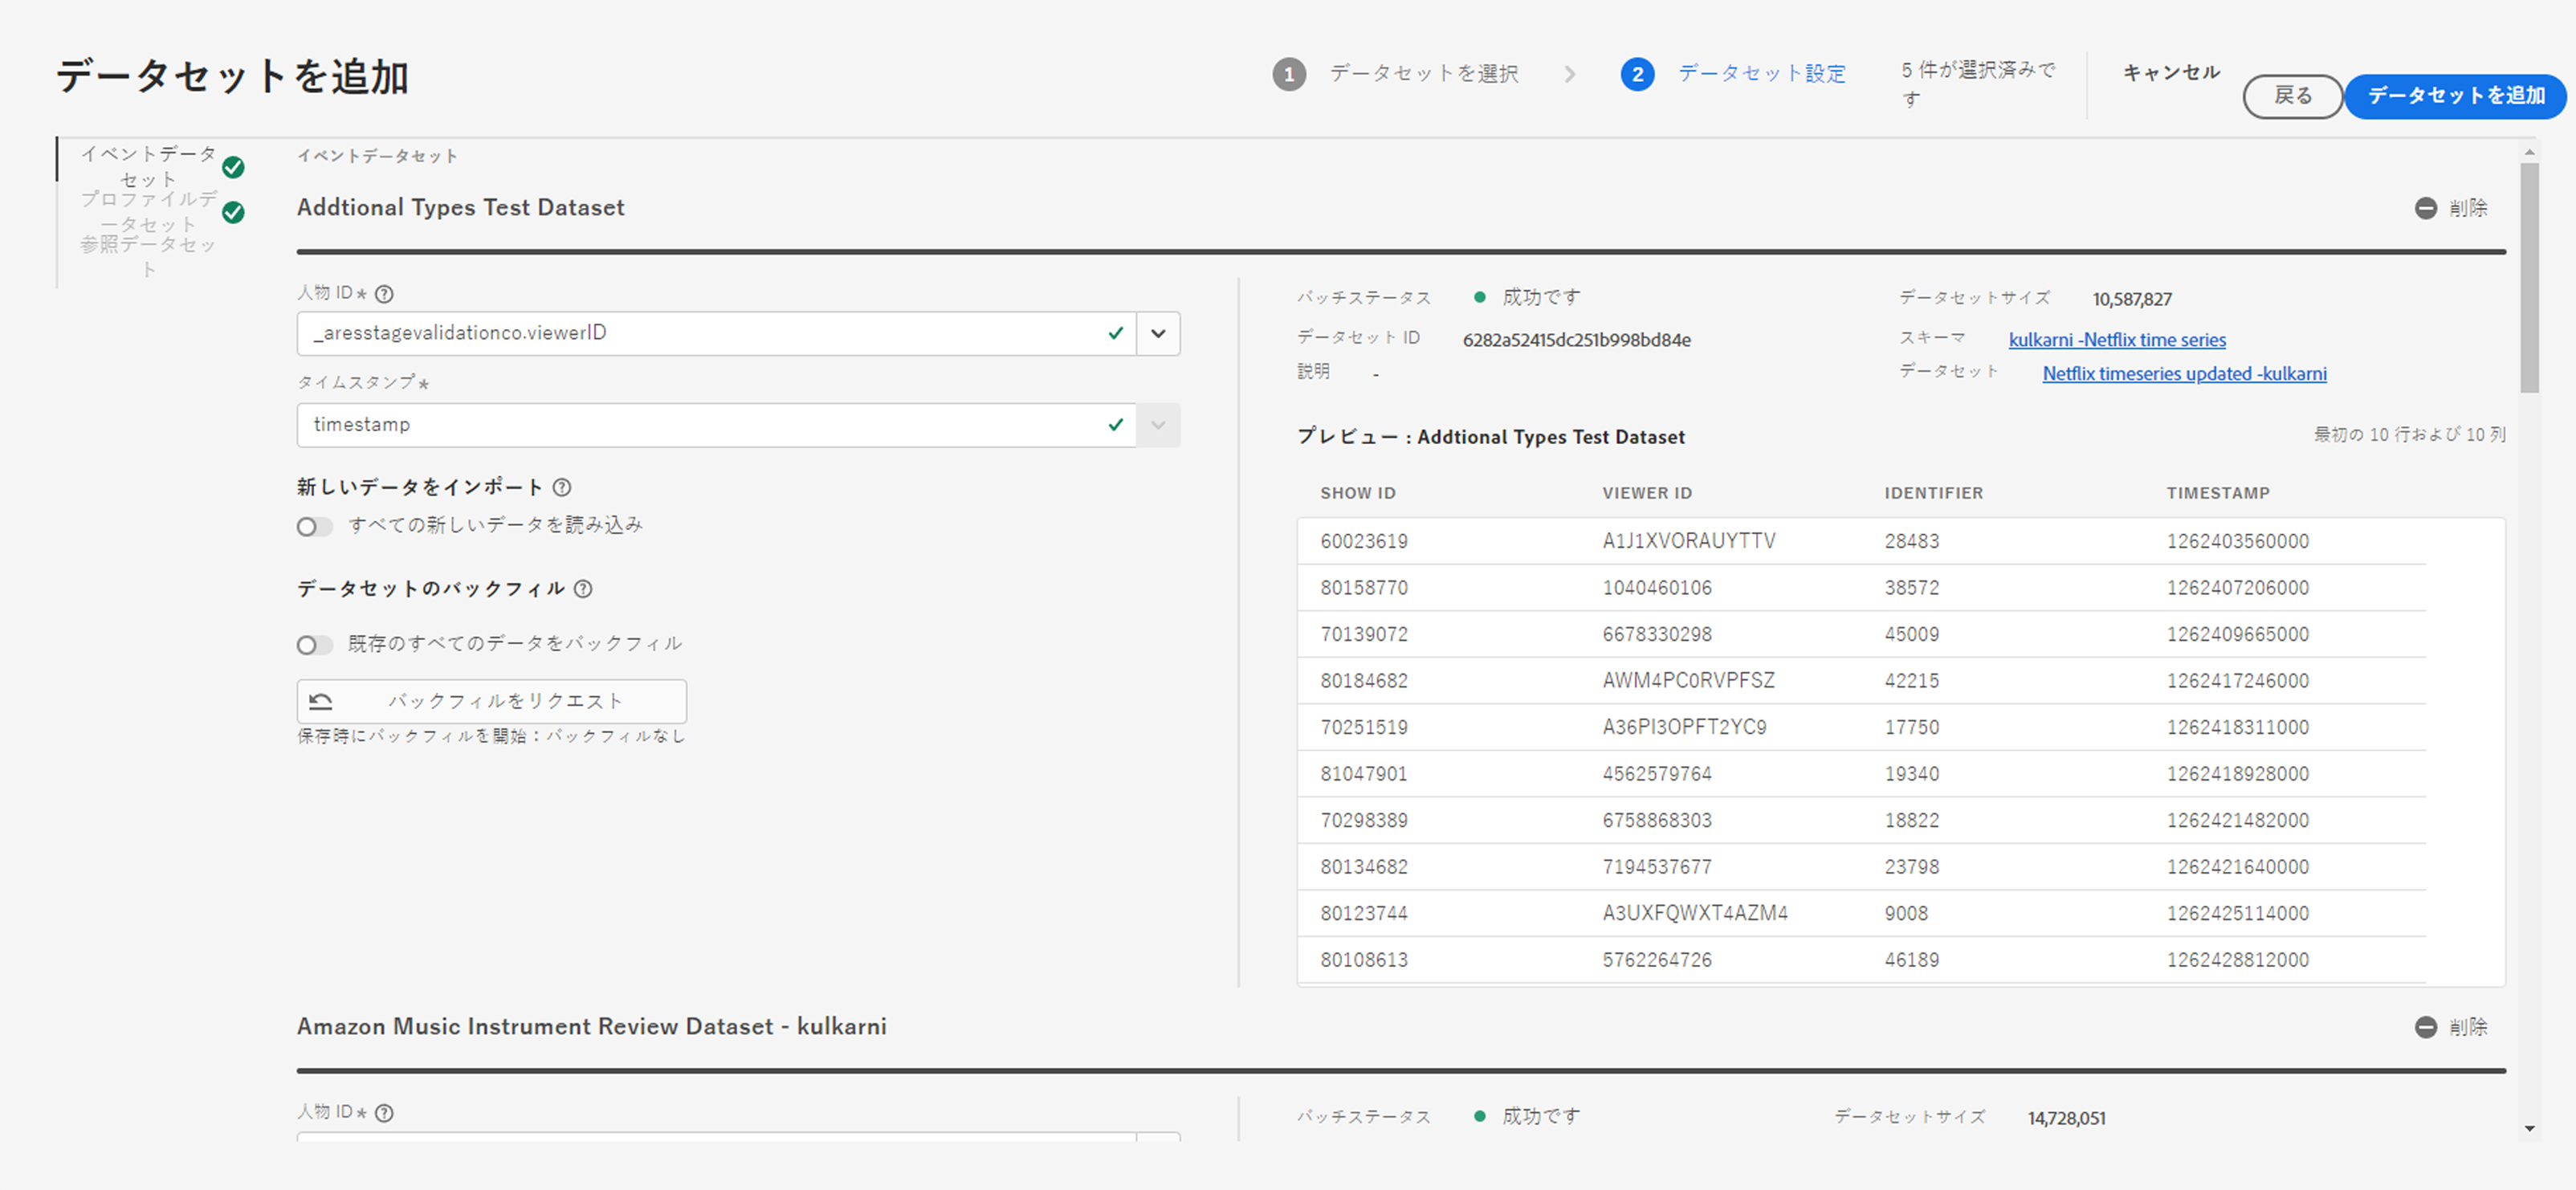 データセットを追加
1 データセットを選択
2 データセット設定
5 件が選択済みで
す
キャンセル
戻る
データセットを追加
イベントデータ
セット
プロファイルデ
ータセット
参照データセッ
ト
イベントデータセット
Addtional Types Test Dataset
削除
人物 ID *
_aresstagevalidationco.viewerID
タイムスタンプ *
timestamp
新しいデータをインポート
すべての新しいデータを読み込み
データセットのバックフィル
既存のすべてのデータをバックフィル
バックフィルをリクエスト
保存時にバックフィルを開始：バックフィルなし
バッチステータス 成功です
データセットサイズ 10,587,827
データセット ID 6282a52415dc251b998bd84e
スキーマ kulkarni -Netflix time series
説明 -
データセット Netflix timeseries updated -kulkarni
プレビュー : Addtional Types Test Dataset
最初の 10 行および 10 列
SHOW ID VIEWER ID IDENTIFIER TIMESTAMP
60023619 A1J1XVORAUYTTV 28483 1262403560000
80158770 1040460106 38572 1262407206000
70139072 6678330298 45009 1262409665000
80184682 AWM4PC0RVPFSZ 42215 1262417246000
70251519 A36PI3OPFT2YC9 17750 1262418311000
81047901 4562579764 19340 1262418928000
70298389 6758868303 18822 1262421482000
80134682 7194537677 23798 1262421640000
80123744 A3UXFQWXT4AZM4 9008 1262425114000
80108613 5762264726 46189 1262428812000
Amazon Music Instrument Review Dataset - kulkarni
削除
人物 ID *
バッチステータス 成功です
データセットサイズ 14,728,051